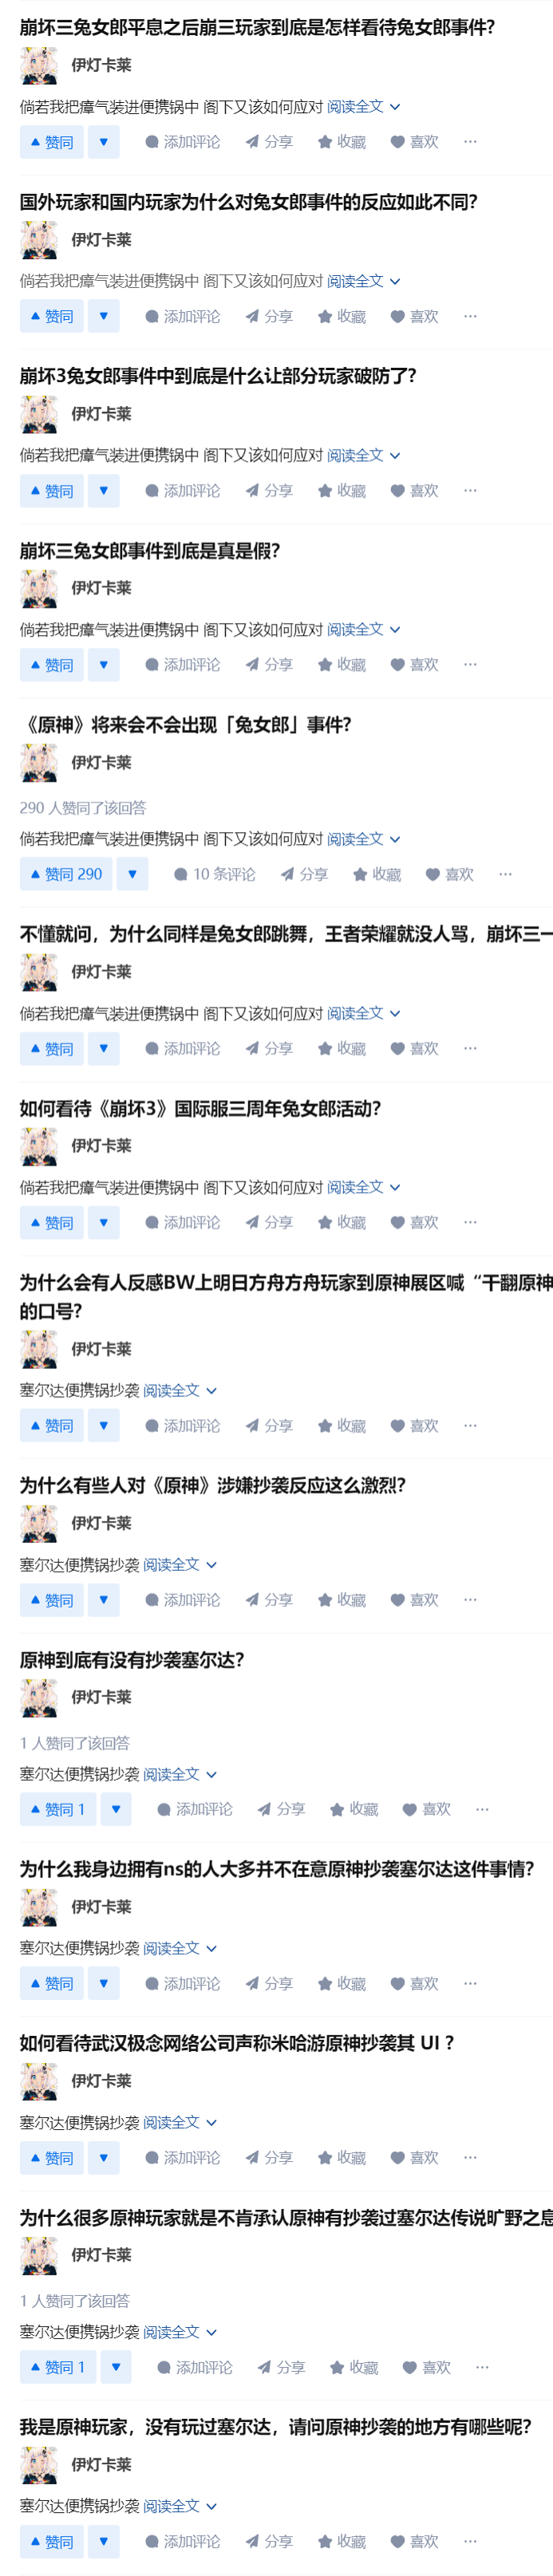 崩坏三兔女郎平息之后崩三玩家到底是怎样看待兔女郎事件?
伊灯卡莱
倘若我把瘴气装进便携锅中 阁下又该如何应对 阅读全文
赞同 添加评论 分享 收藏 喜欢 ···
国外玩家和国内玩家为什么对兔女郎事件的反应如此不同?
伊灯卡莱
倘若我把瘴气装进便携锅中 阁下又该如何应对 阅读全文
赞同 添加评论 分享 收藏 喜欢 ···
崩坏3兔女郎事件中到底是什么让部分玩家破防了?
伊灯卡莱
倘若我把瘴气装进便携锅中 阁下又该如何应对 阅读全文
赞同 添加评论 分享 收藏 喜欢 ···
崩坏三兔女郎事件到底是真是假?
伊灯卡莱
倘若我把瘴气装进便携锅中 阁下又该如何应对 阅读全文
赞同 添加评论 分享 收藏 喜欢 ···
《原神》将来会不会出现「兔女郎」事件?
伊灯卡莱
290 人赞同了该回答
倘若我把瘴气装进便携锅中 阁下又该如何应对 阅读全文
赞同 290 10 条评论 分享 收藏 喜欢 ···
不懂就问，为什么同样是兔女郎跳舞，王者荣耀就没人骂，崩坏三一
伊灯卡莱
倘若我把瘴气装进便携锅中 阁下又该如何应对 阅读全文
赞同 添加评论 分享 收藏 喜欢 ···
如何看待《崩坏3》国际服三周年兔女郎活动?
伊灯卡莱
倘若我把瘴气装进便携锅中 阁下又该如何应对 阅读全文
赞同 添加评论 分享 收藏 喜欢 ···
为什么会有人反感BW上明日方舟方舟玩家到原神展区喊“干翻原神
的口号?
伊灯卡莱
塞尔达便携锅抄袭 阅读全文
赞同 添加评论 分享 收藏 喜欢 ···
为什么有些人对《原神》涉嫌抄袭反应这么激烈?
伊灯卡莱
塞尔达便携锅抄袭 阅读全文
赞同 添加评论 分享 收藏 喜欢 ···
原神到底有没有抄袭塞尔达?
伊灯卡莱
1 人赞同了该回答
塞尔达便携锅抄袭 阅读全文
赞同 1 添加评论 分享 收藏 喜欢 ···
为什么我身边拥有ns的人大多并不在意原神抄袭塞尔达这件事情?
伊灯卡莱
塞尔达便携锅抄袭 阅读全文
赞同 添加评论 分享 收藏 喜欢 ···
如何看待武汉极念网络公司声称米哈游原神抄袭其 UI ?
伊灯卡莱
塞尔达便携锅抄袭 阅读全文
赞同 添加评论 分享 收藏 喜欢 ···
为什么很多原神玩家就是不肯承认原神有抄袭过塞尔达传说旷野之息
伊灯卡莱
1 人赞同了该回答
塞尔达便携锅抄袭 阅读全文
赞同 1 添加评论 分享 收藏 喜欢 ···
我是原神玩家，没有玩过塞尔达，请问原神抄袭的地方有哪些呢?
伊灯卡莱
塞尔达便携锅抄袭 阅读全文
赞同 添加评论 分享 收藏 喜欢 ···